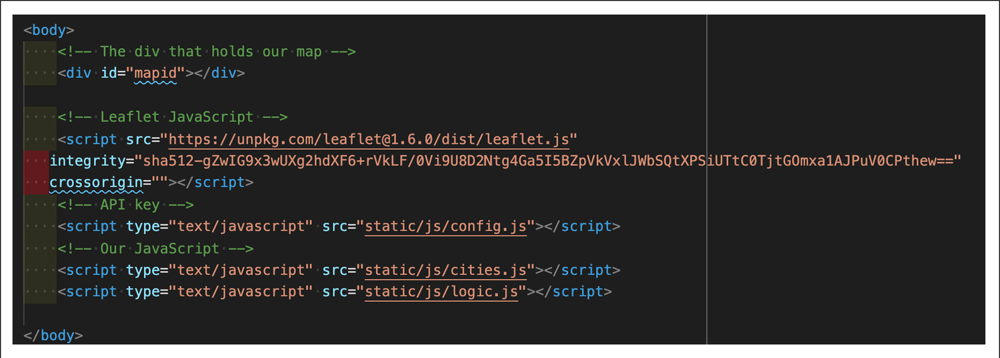 <body>
<!-- The div that holds our map -->
<div id="mapid"></div>
<!-- Leaflet JavaScript -->
<script src="https://unpkg.com/leaflet@1.6.0/dist/leaflet.js"
integrity="sha512-gZwIG9x3wUXg2hdXF6+rVkLF/0Vi9U8D2Ntg4Ga5I5BZpVkVxlJWbSQtXPSiUTtC0TjtGOmxa1AJPuV0CPthew=="
crossorigin=""></script>
<!-- API key -->
<script type="text/javascript" src="static/js/config.js"></script>
<!-- Our JavaScript -->
<script type="text/javascript" src="static/js/cities.js"></script>
<script type="text/javascript" src="static/js/logic.js"></script>
</body>